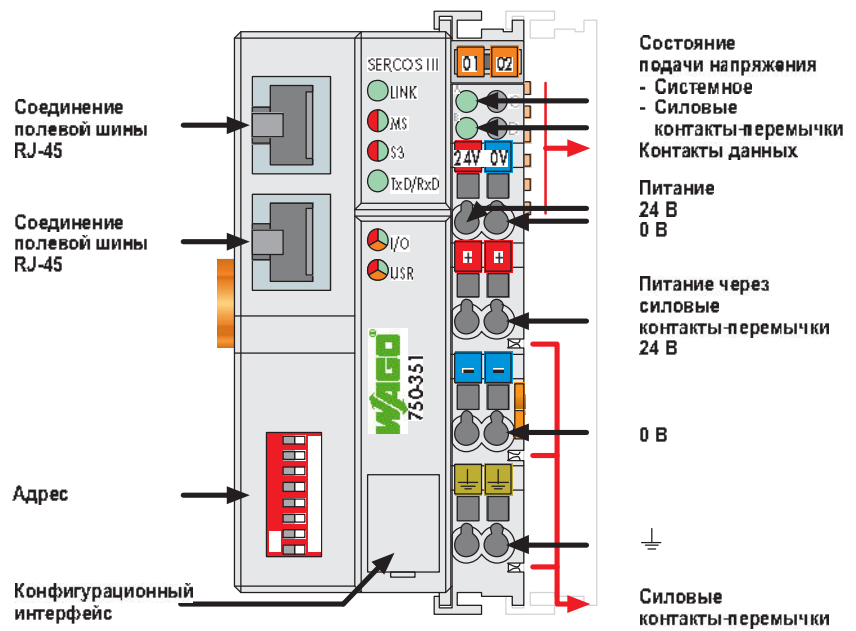 Соединение
полевой шины
RJ-45
Соединение
полевой шины
RJ-45
Адрес
Конфигурационный
интерфейс
SERCOS III
LINK
MS
S3
TxD/RxD
I/O
USR
WAGO®
750-351
01 02
A C
B D
24V 0V
+ +
– –
Состояние
подачи напряжения
- Системное
- Силовые
контакты-перемычки
Контакты данных
Питание
24 В
0 В
Питание через
силовые
контакты-перемычки
24 В
0 В
Силовые
контакты-перемычки